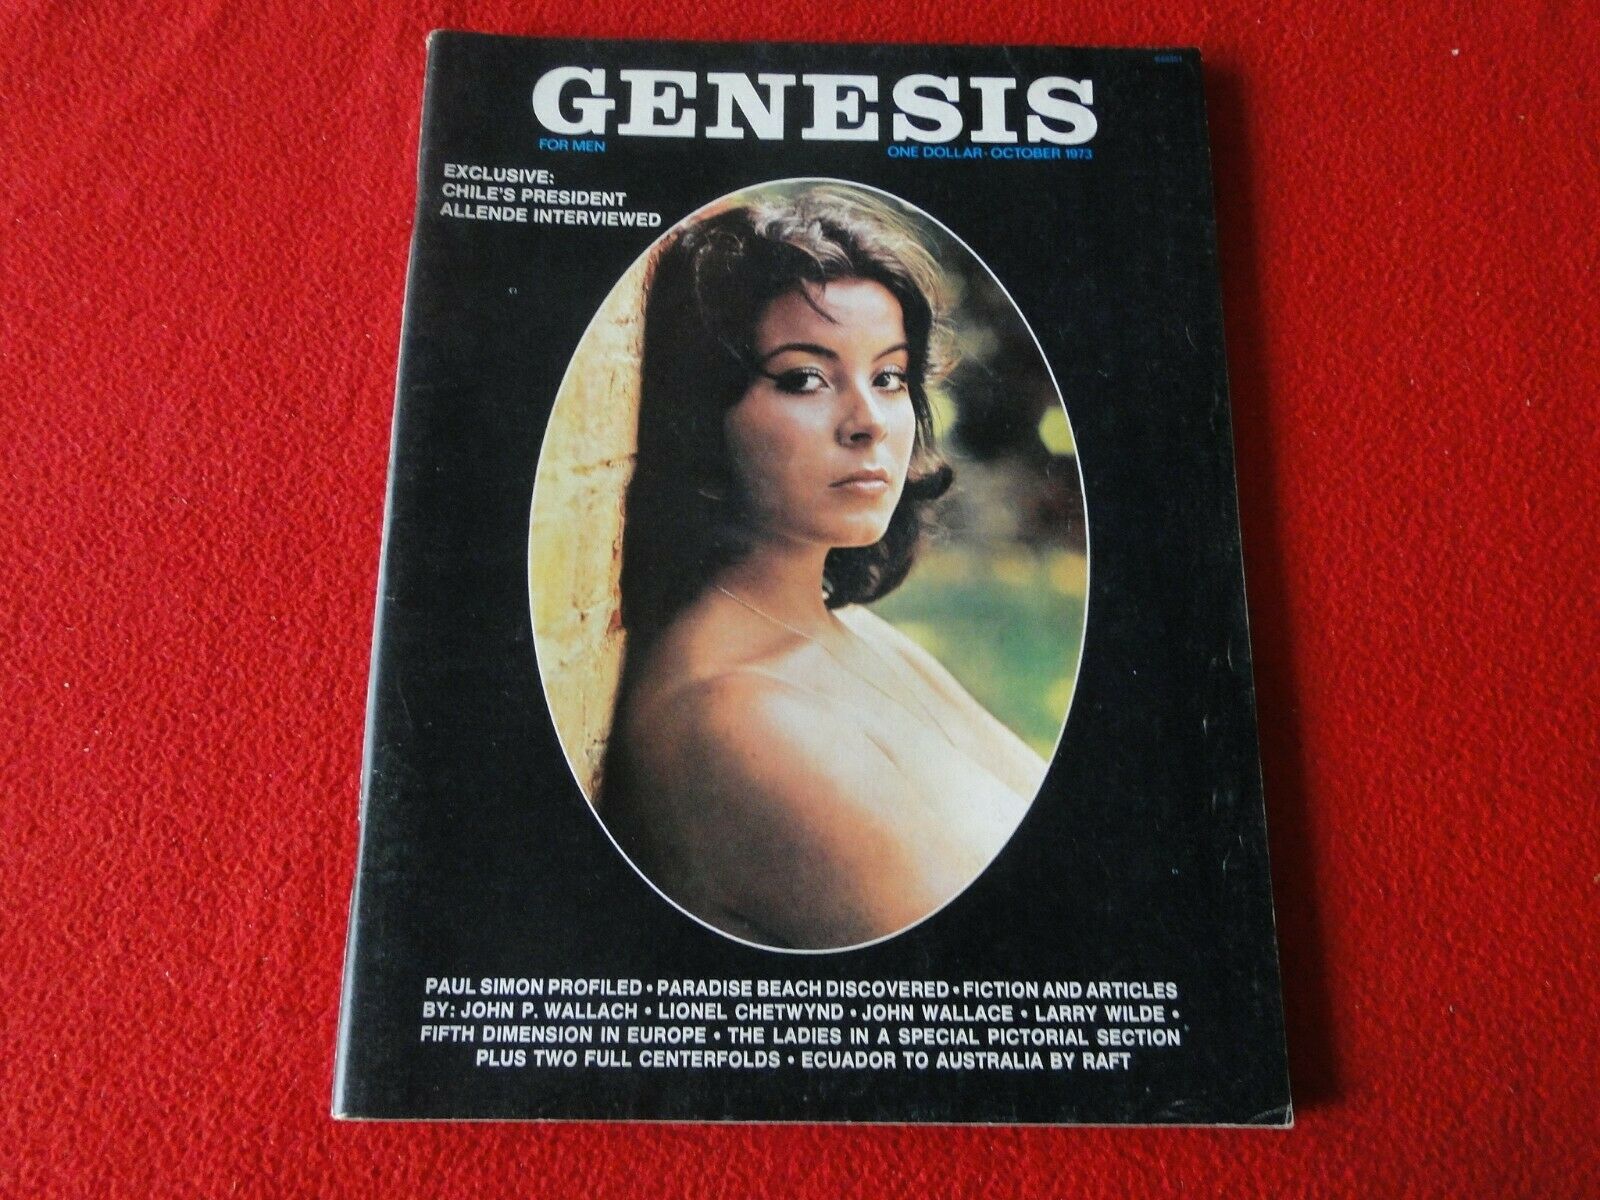 GENESIS
FOR MEN
ONE DOLLAR · OCTOBER 1973
EXCLUSIVE:
CHILE'S PRESIDENT
ALLENDE INTERVIEWED
PAUL SIMON PROFILED • PARADISE BEACH DISCOVERED • FICTION AND ARTICLES
BY: JOHN P. WALLACH • LIONEL CHETWYND • JOHN WALLACE • LARRY WILDE •
FIFTH DIMENSION IN EUROPE • THE LADIES IN A SPECIAL PICTORIAL SECTION
PLUS TWO FULL CENTERFOLDS • ECUADOR TO AUSTRALIA BY RAFT